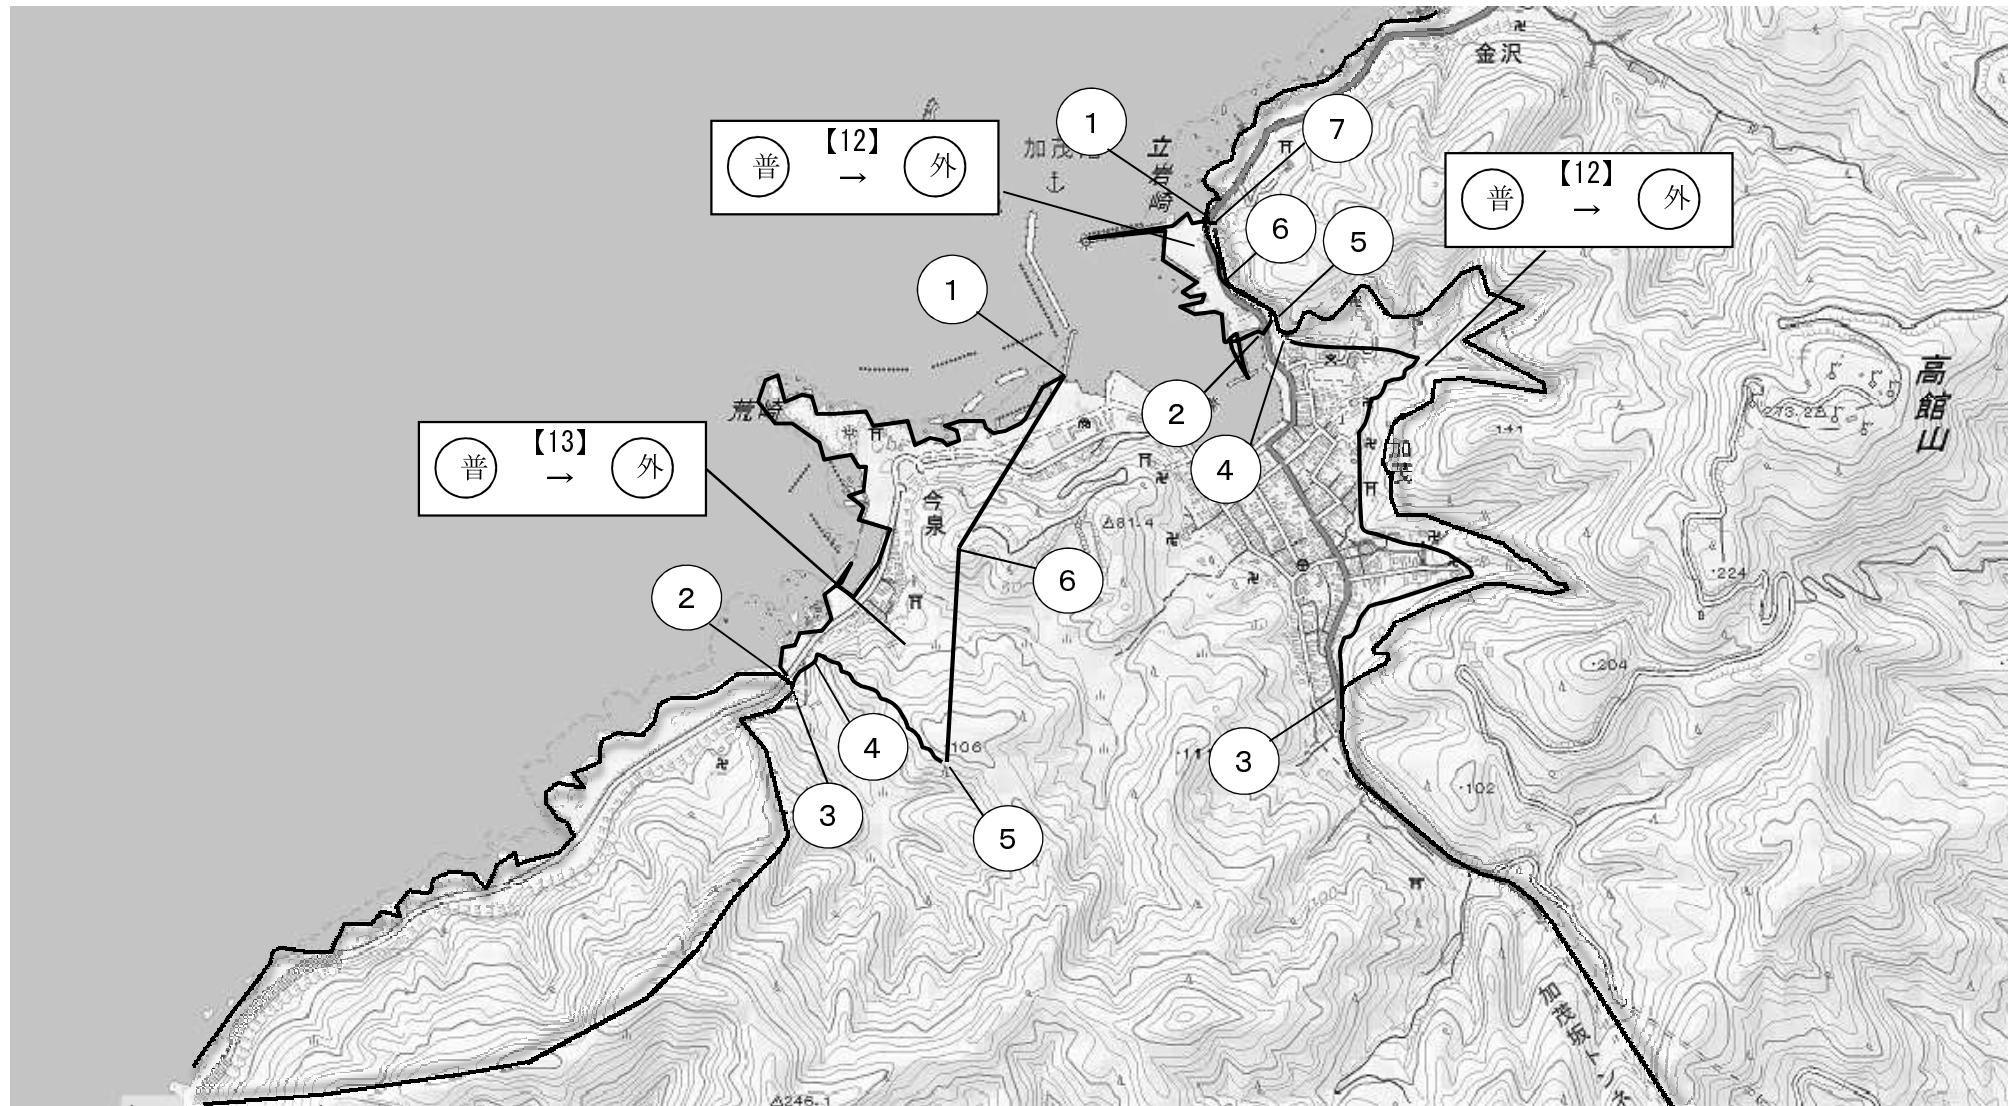 金沢
1
7
【12】
普 → 外
加茂港
立岩崎
【12】
普 → 外
6
5
1
高館山
273.2
荒崎
2
141
加茂
4
【13】
普 → 外
今泉
81.4
6
224
2
204
4
106
3
102
3
5
加茂坂トンネ
246.1